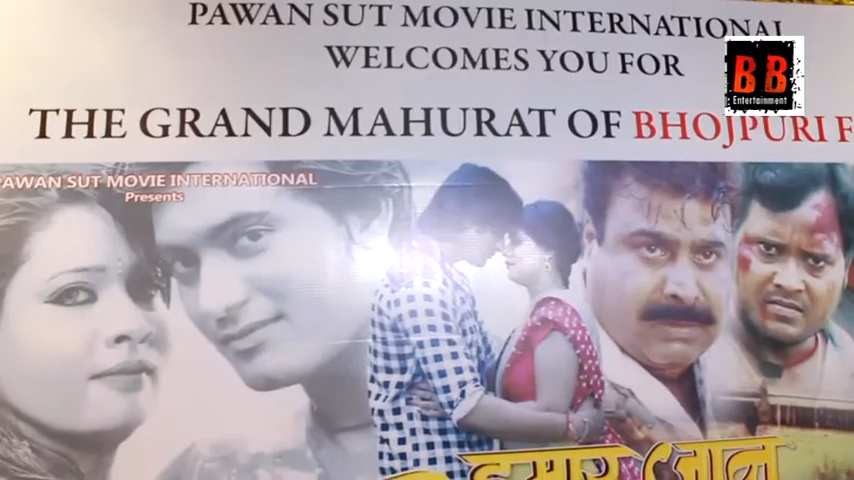 PAWAN SUT MOVIE INTERNATIONAL
WELCOMES YOU FOR
BB
Entertainment
THE GRAND MAHURAT OF BHOJPURI F
PAWAN SUT MOVIE INTERNATIONAL
Presents
हमार जान